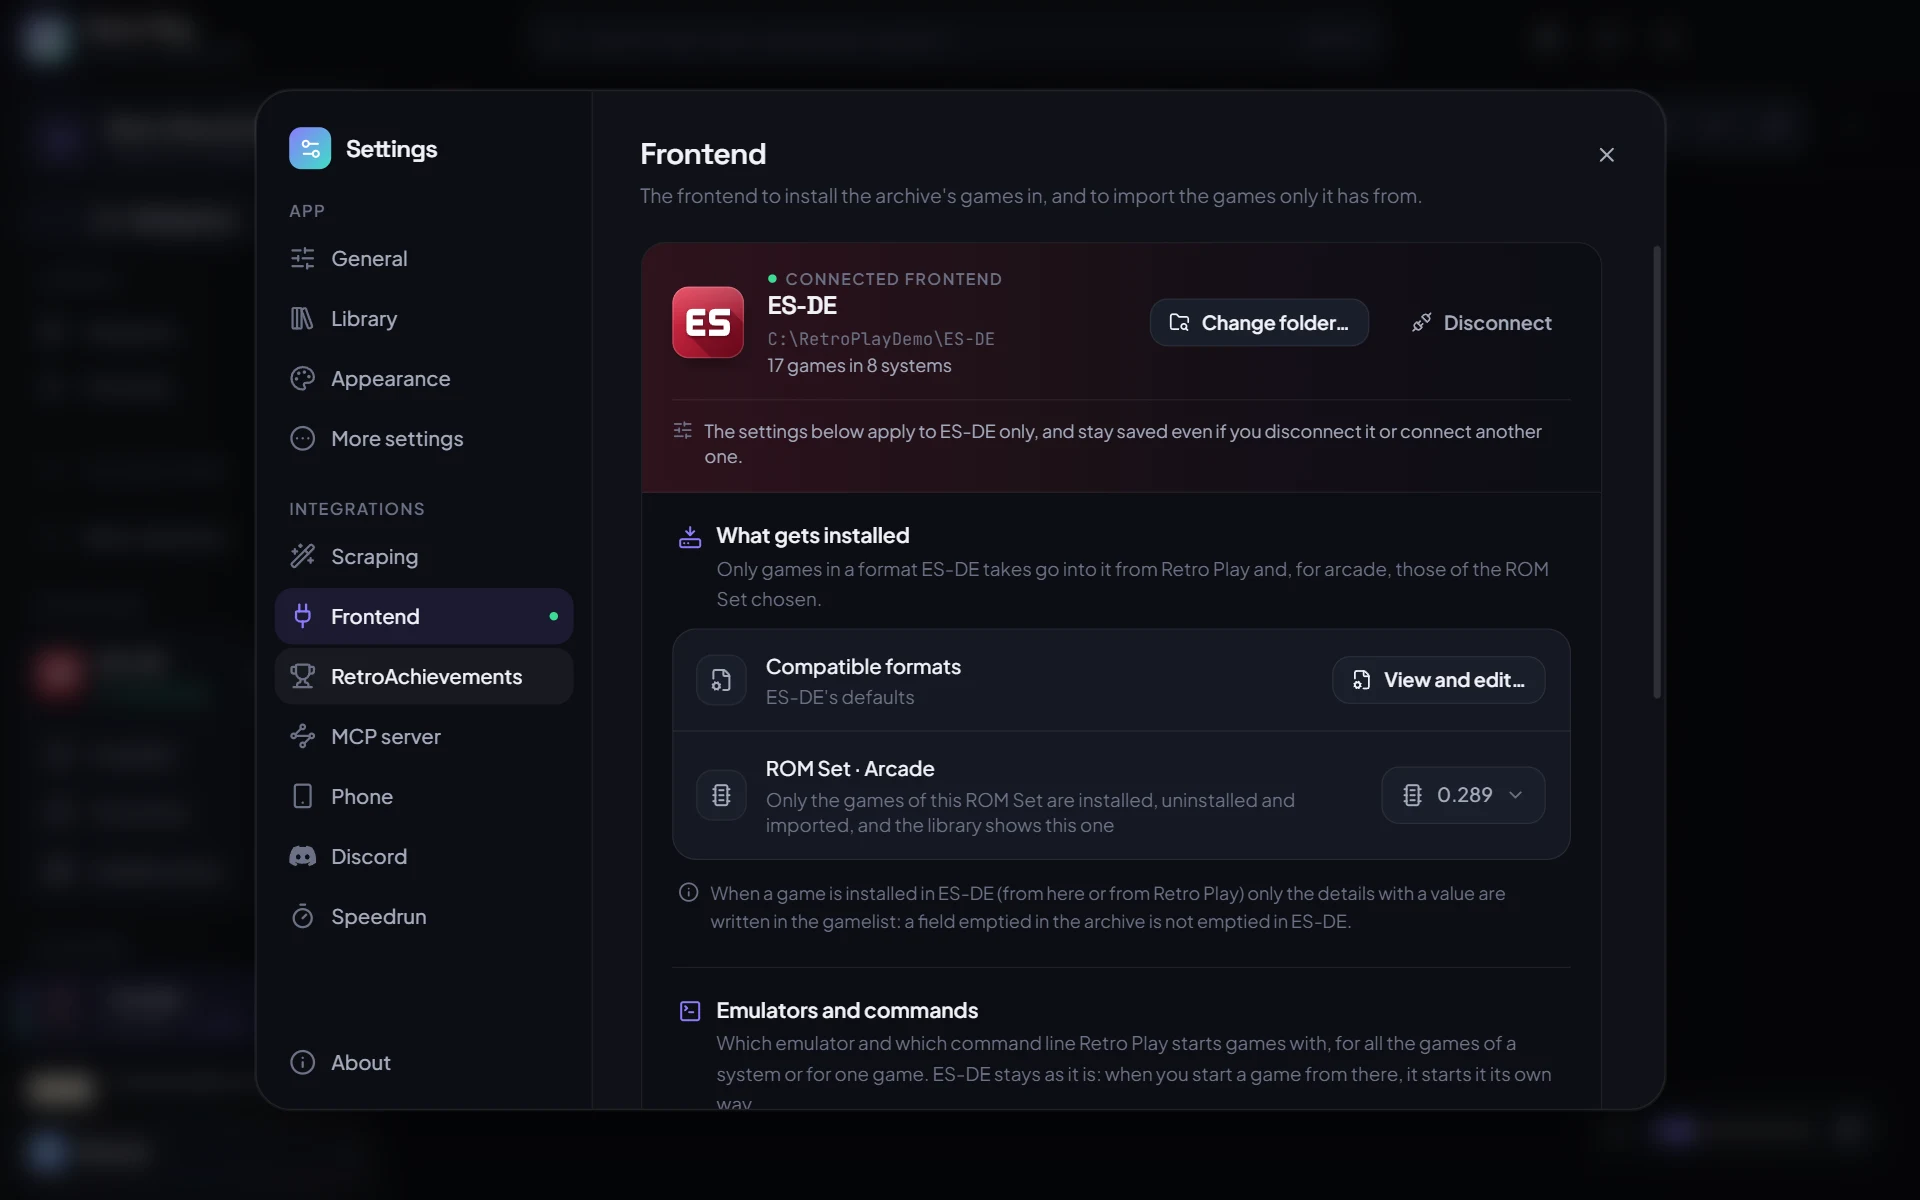 Settings
APP
General
Library
Appearance
More settings
INTEGRATIONS
Scraping
Frontend
RetroAchievements
MCP server
Phone
Discord
Speedrun
About
Frontend
The frontend to install the archive's games in, and to import the games only it has from.
ES
CONNECTED FRONTEND
ES-DE
C:\RetroPlayDemo\ES-DE
17 games in 8 systems
Change folder...
Disconnect
The settings below apply to ES-DE only, and stay saved even if you disconnect it or connect another
one.
What gets installed
Only games in a format ES-DE takes go into it from Retro Play and, for arcade, those of the ROM
Set chosen.
Compatible formats
ES-DE's defaults
View and edit...
ROM Set · Arcade
Only the games of this ROM Set are installed, uninstalled and
imported, and the library shows this one
0.289
When a game is installed in ES-DE (from here or from Retro Play) only the details with a value are
written in the gamelist: a field emptied in the archive is not emptied in ES-DE.
Emulators and commands
Which emulator and which command line Retro Play starts games with, for all the games of a
system or for one game. ES-DE stays as it is: when you start a game from there, it starts it its own
way.